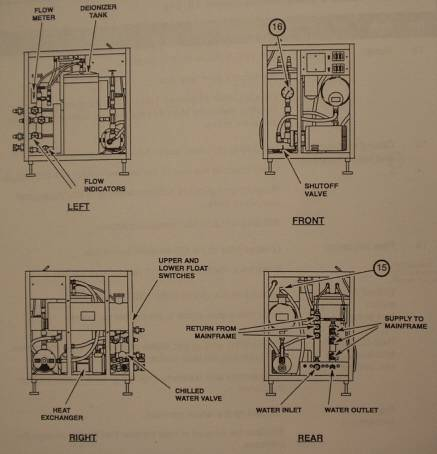 FLOW
METER
DEIONIZER
TANK
FLOW
INDICATORS
LEFT
16
SHUTOFF
VALVE
FRONT
UPPER AND
LOWER FLOAT
SWITCHES
CHILLED
WATER VALVE
HEAT
EXCHANGER
RIGHT
15
RETURN FROM
MAINFRAME
SUPPLY TO
MAINFRAME
WATER INLET
WATER OUTLET
REAR